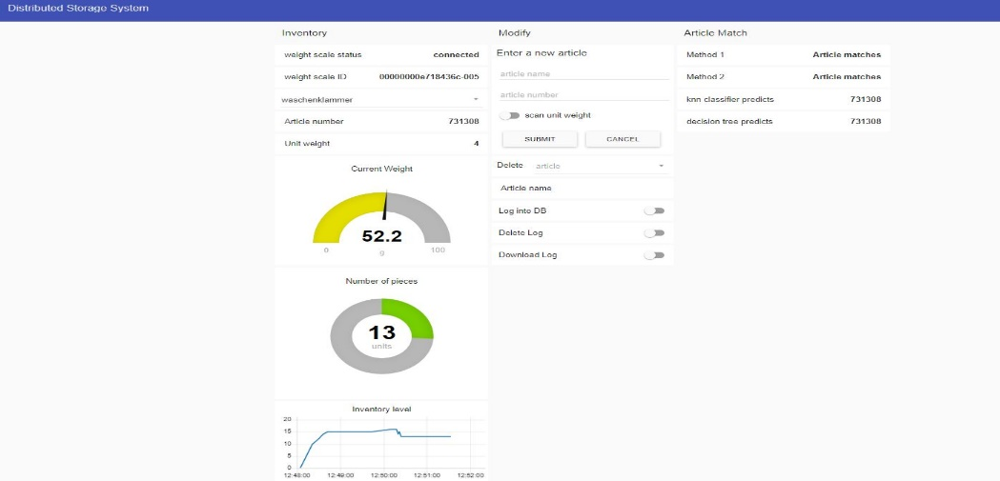 Distributed Storage System
Inventory
weight scale status connected
weight scale ID 00000000e718436c-005
waschenklammer
Article number 731308
Unit weight 4
Current Weight
52.2
0 g 100
Number of pieces
13
units
Inventory level
20
15
10
5
0
12:48:00 12:49:00 12:50:00 12:51:00 12:52:00
Modify
Enter a new article
article name
article number
scan unit weight
SUBMIT CANCEL
Delete article
Article name
Log into DB
Delete Log
Download Log
Article Match
Method 1 Article matches
Method 2 Article matches
knn classifier predicts 731308
decision tree predicts 731308